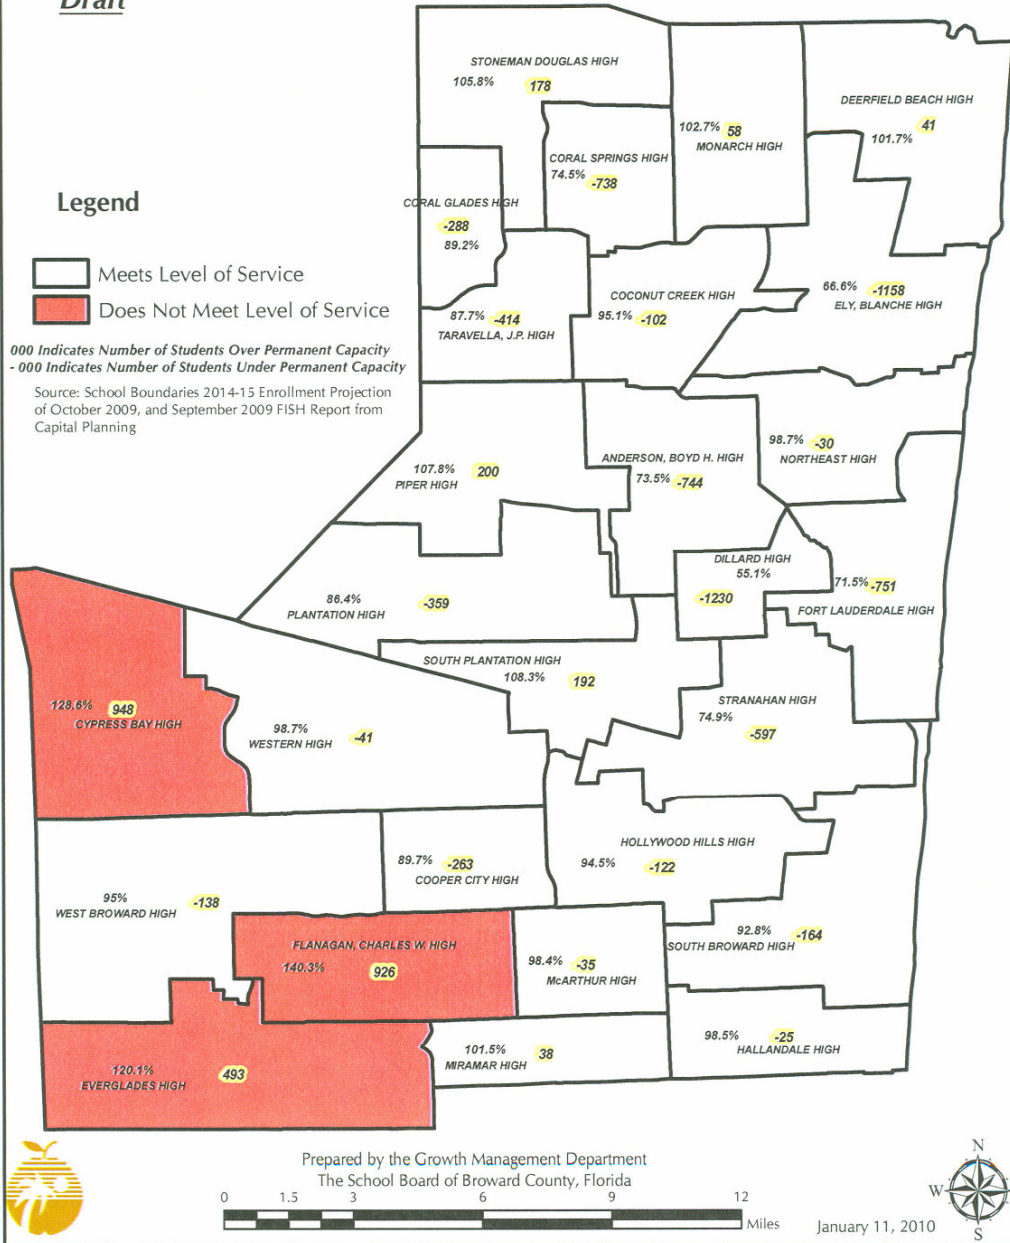 Draft
STONEMAN DOUGLAS HIGH
105.8% 178
DEERFIELD BEACH HIGH
41
101.7%
102.7% 58
MONARCH HIGH
CORAL SPRINGS HIGH
74.5% -738
Legend
CORAL GLADES HIGH
-288
89.2%
Meets Level of Service
Does Not Meet Level of Service
66.6% -1158
ELY, BLANCHE HIGH
COCONUT CREEK HIGH
95.1% -102
87.7% -414
TARAVELLA, J.P. HIGH
000 Indicates Number of Students Over Permanent Capacity
- 000 Indicates Number of Students Under Permanent Capacity
Source: School Boundaries 2014-15 Enrollment Projection
of October 2009, and September 2009 FISH Report from
Capital Planning
98.7% -30
NORTHEAST HIGH
ANDERSON, BOYD H. HIGH
73.5% -744
107.8% 200
PIPER HIGH
DILLARD HIGH
55.1%
-1230
71.5% -751
FORT LAUDERDALE HIGH
86.4% -359
PLANTATION HIGH
SOUTH PLANTATION HIGH
108.3% 192
STRANAHAN HIGH
74.9%
-597
128.6% 948
CYPRESS BAY HIGH
98.7% -41
WESTERN HIGH
HOLLYWOOD HILLS HIGH
94.5% -122
89.7% -263
COOPER CITY HIGH
95% -138
WEST BROWARD HIGH
92.8% -164
SOUTH BROWARD HIGH
FLANAGAN, CHARLES W. HIGH
140.3% 926
98.4% -35
McARTHUR HIGH
98.5% -25
HALLANDALE HIGH
101.5% 38
MIRAMAR HIGH
120.1% 493
EVERGLADES HIGH
Prepared by the Growth Management Department
The School Board of Broward County, Florida
0 1.5 3 6 9 12
Miles
January 11, 2010
N
W E
S